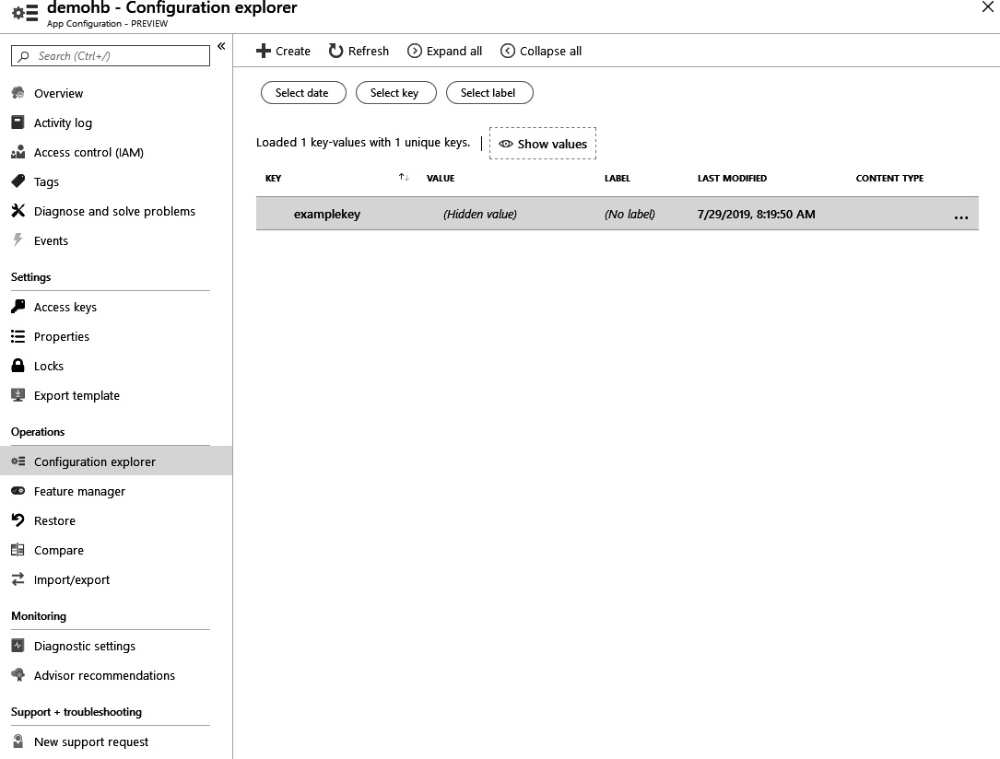 demohb - Configuration explorer
App Configuration - PREVIEW
Search (Ctrl+/)
Overview
Activity log
Access control (IAM)
Tags
Diagnose and solve problems
Events
Settings
Access keys
Properties
Locks
Export template
Operations
Configuration explorer
Feature manager
Restore
Compare
Import/export
Monitoring
Diagnostic settings
Advisor recommendations
Support + troubleshooting
New support request
Create Refresh Expand all Collapse all
Select date Select key Select label
Loaded 1 key-values with 1 unique keys. | Show values
KEY VALUE LABEL LAST MODIFIED CONTENT TYPE
examplekey (Hidden value) (No label) 7/29/2019, 8:19:50 AM ...